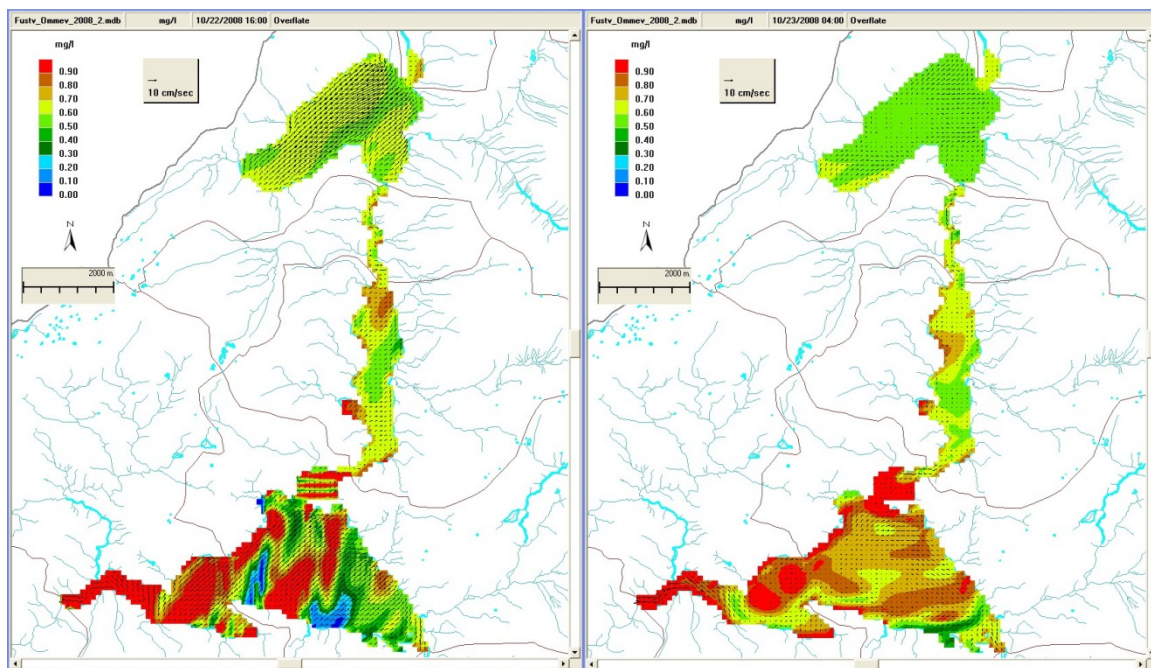 Fustv_Ommev_2008_2.mdb mg/l 10/22/2008 16:00 Overflate
mg/l
0.90
0.80
0.70
0.60
0.50
0.40
0.30
0.20
0.10
0.00
10 cm/sec
N
2000 m.
Fustv_Ommev_2008_2.mdb mg/l 10/23/2008 04:00 Overflate
mg/l
0.90
0.80
0.70
0.60
0.50
0.40
0.30
0.20
0.10
0.00
10 cm/sec
N
2000 m.